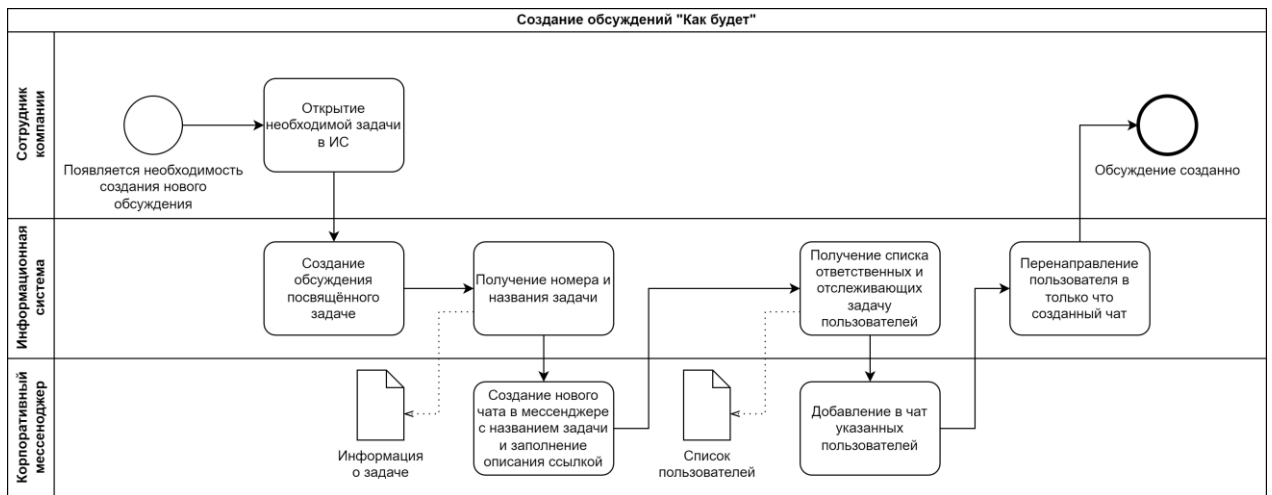 Создание обсуждений "Как будет"
Сотрудник
компании
Появляется необходимость
создания нового
обсуждения
Открытие
необходимой задачи
в ИС
Обсуждение созданно
Информационная
система
Создание
обсуждения
посвящённого
задаче
Получение номера и
названия задачи
Получение списка
ответственных и
отслеживающих
задачу
пользователей
Перенаправление
пользователя в
только что
созданный чат
Корпоративный
мессеноджер
Информация
о задаче
Создание нового
чата в мессенджере
с названием задачи
и заполнение
описания ссылкой
Список
пользователей
Добавление в чат
указанных
пользователей